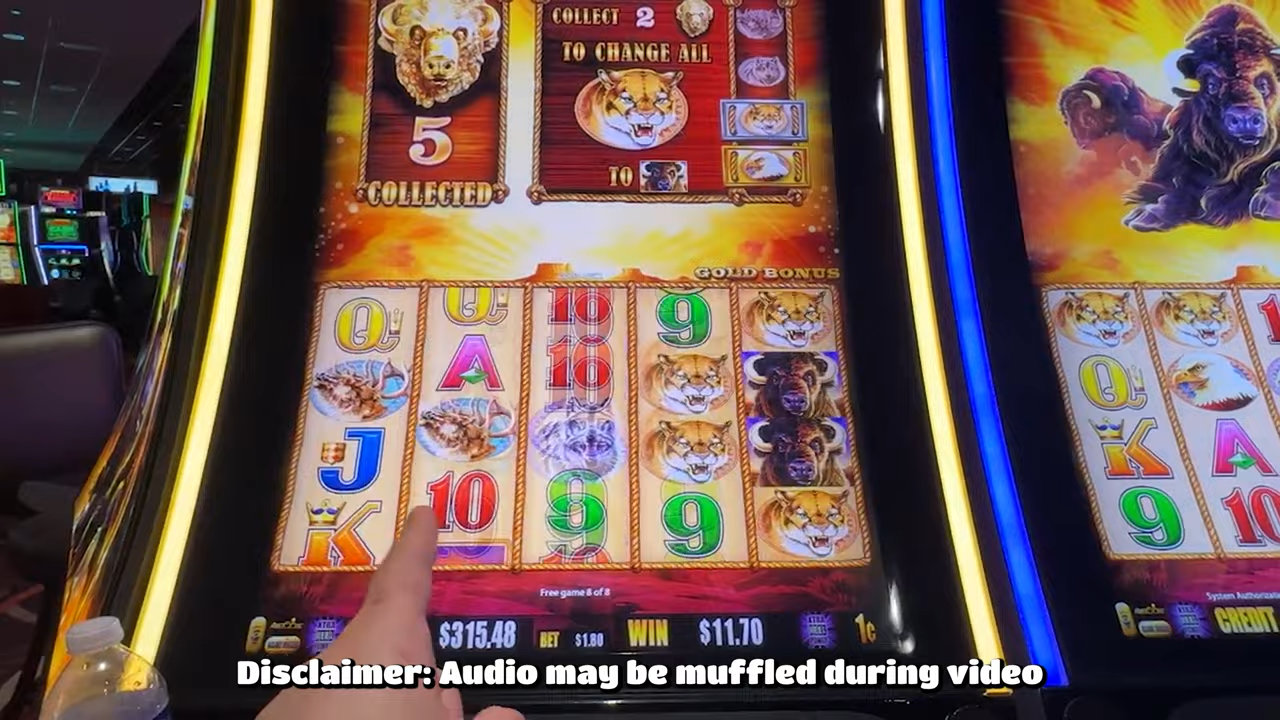 COLLECT 2
TO CHANGE ALL
TO
5
COLLECTED
GOLD BONUS
Q Q 10 9
A 10
J 10 9 9
K
Q
K A
9 10
Free game 8 of 8
$315.48 BET $1.80 WIN $11.70 1¢
CREDIT
Disclaimer: Audio may be muffled during video